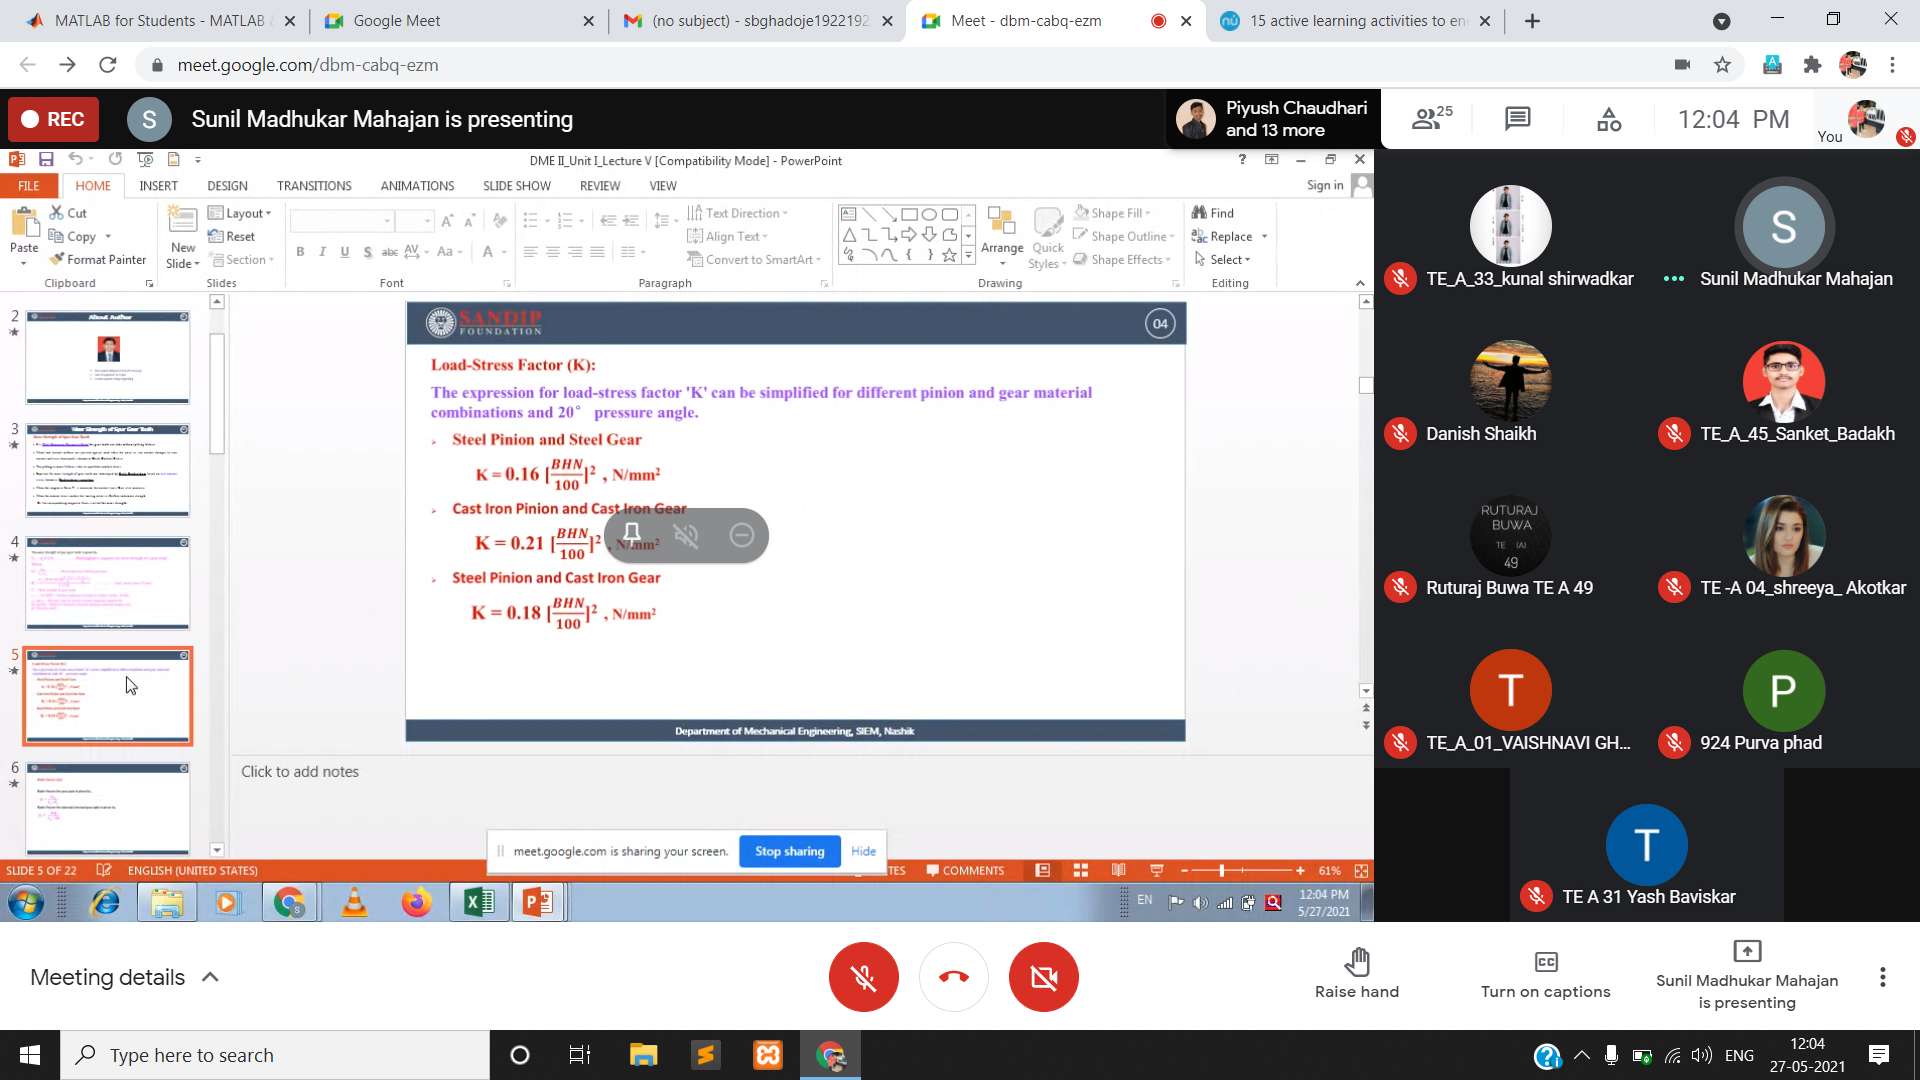 MATLAB for Students - MATLAB &
Google Meet
(no subject) - sbghadoje1922192
Meet - dbm-cabq-ezm
15 active learning activities to en
meet.google.com/dbm-cabq-ezm
REC
S
Sunil Madhukar Mahajan is presenting
Piyush Chaudhari
and 13 more
25
12:04 PM
You
DME II_Unit I_Lecture V [Compatibility Mode] - PowerPoint
FILE HOME INSERT DESIGN TRANSITIONS ANIMATIONS SLIDE SHOW REVIEW VIEW
Sign in
Paste
Cut
Copy
Format Painter
Clipboard
New
Slide
Layout
Reset
Section
Slides
Font
Text Direction
Align Text
Convert to SmartArt
Paragraph
Arrange
Quick
Styles
Shape Fill
Shape Outline
Shape Effects
Drawing
Find
Replace
Select
Editing
2
About Author
3
Wear Strength of Spur Gear Tooth
4
5
6
SANDIP
FOUNDATION
04
Load-Stress Factor (K):
The expression for load-stress factor 'K' can be simplified for different pinion and gear material
combinations and 20° pressure angle.
Steel Pinion and Steel Gear
K = 0.16 [BHN/100]² , N/mm²
Cast Iron Pinion and Cast Iron Gear
K = 0.21 [BHN/100]² , N/mm²
Steel Pinion and Cast Iron Gear
K = 0.18 [BHN/100]² , N/mm²
Department of Mechanical Engineering, SIEM, Nashik
Click to add notes
meet.google.com is sharing your screen.
Stop sharing
Hide
SLIDE 5 OF 22
ENGLISH (UNITED STATES)
COMMENTS
61%
EN
12:04 PM
5/27/2021
TE_A_33_kunal shirwadkar
S
Sunil Madhukar Mahajan
Danish Shaikh
TE_A_45_Sanket_Badakh
RUTURAJ
BUWA
TE (A)
49
Ruturaj Buwa TE A 49
TE -A 04_shreeya_ Akotkar
T
TE_A_01_VAISHNAVI GH...
P
924 Purva phad
T
TE A 31 Yash Baviskar
Meeting details
Raise hand
Turn on captions
Sunil Madhukar Mahajan
is presenting
Type here to search
ENG
12:04
27-05-2021